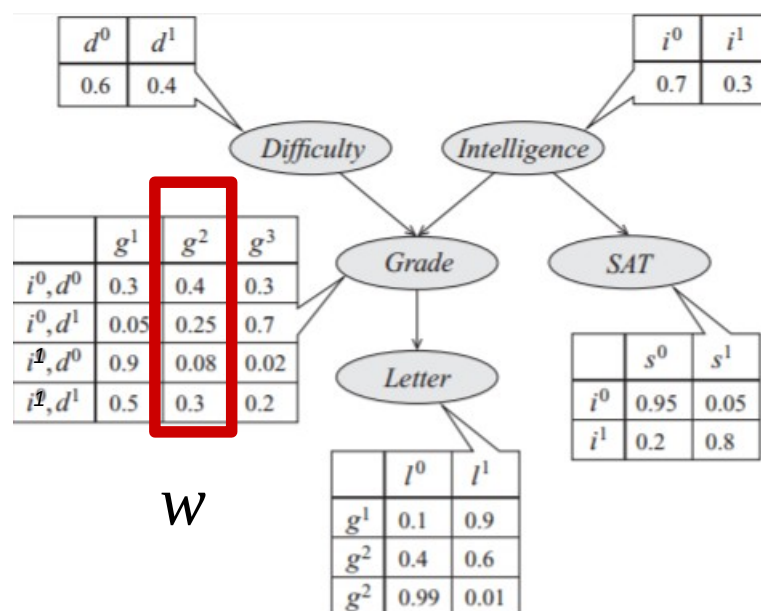 d⁰ d¹
0.6 0.4
i⁰ i¹
0.7 0.3
Difficulty
Intelligence
g¹ g² g³
i⁰,d⁰ 0.3 0.4 0.3
i⁰,d¹ 0.05 0.25 0.7
i¹,d⁰ 0.9 0.08 0.02
i¹,d¹ 0.5 0.3 0.2
Grade
SAT
s⁰ s¹
i⁰ 0.95 0.05
i¹ 0.2 0.8
Letter
w
l⁰ l¹
g¹ 0.1 0.9
g² 0.4 0.6
g² 0.99 0.01